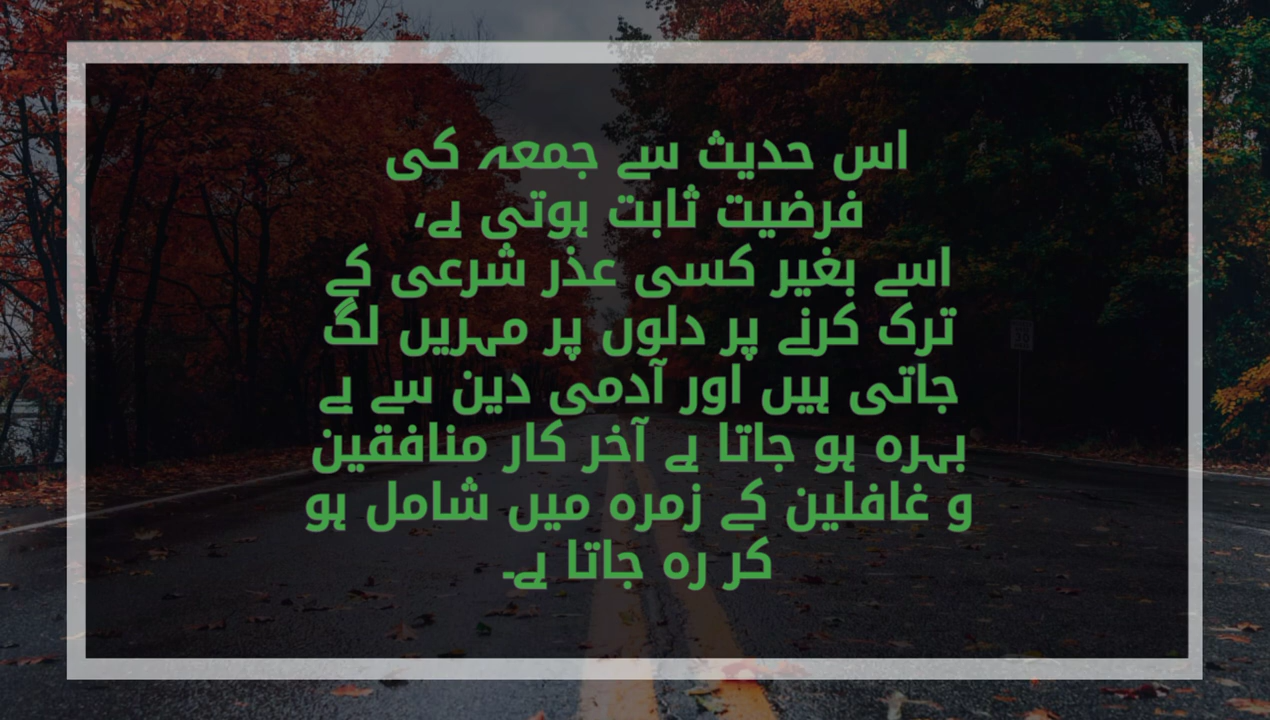 اس حدیث سے جمعہ کی
فرضیت ثابت ہوتی ہے،
اسے بغیر کسی عذر شرعی کے
ترک کرنے پر دلوں پر مہریں لگ
جاتی ہیں اور آدمی دین سے بے
بہرہ ہو جاتا ہے آخر کار منافقین
و غافلین کے زمرہ میں شامل ہو
کر رہ جاتا ہے۔